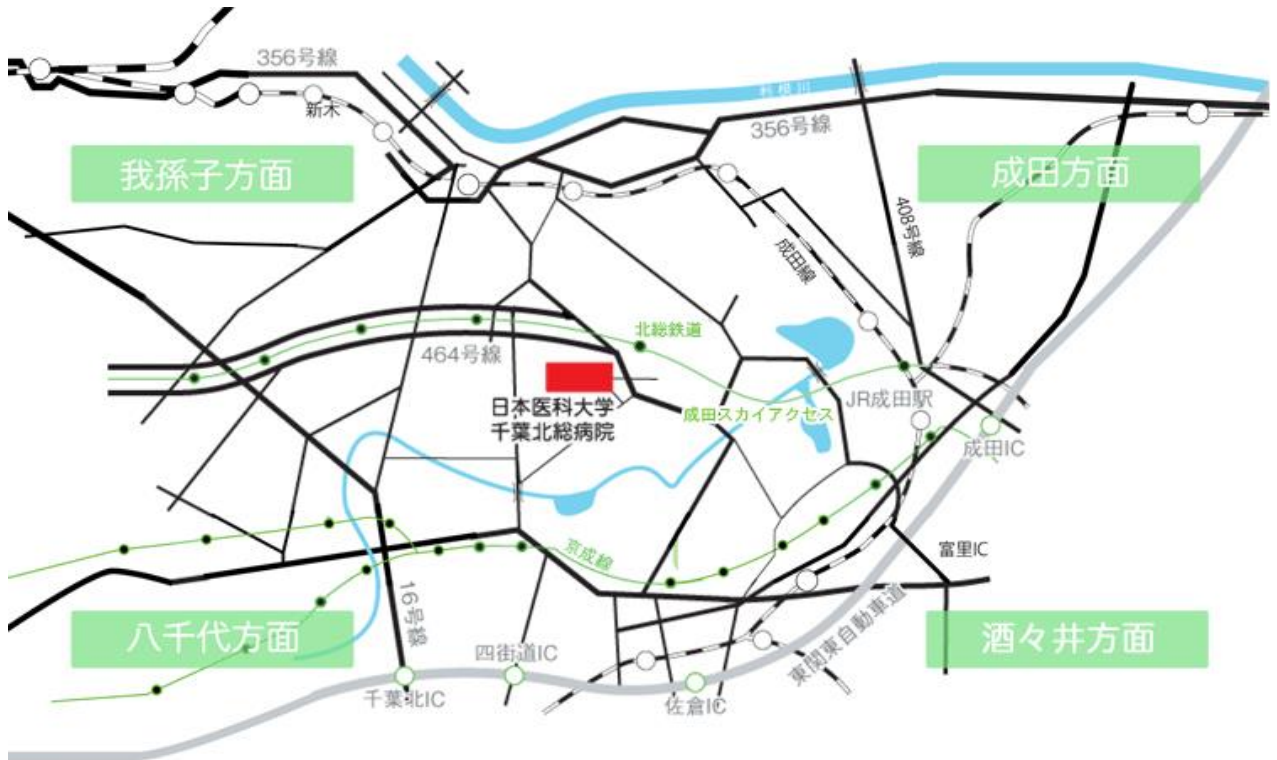 356号線
新木
利根川
356号線
我孫子方面
成田方面
408号線
成田線
北総鉄道
464号線
日本医科大学
千葉北総病院
成田スカイアクセス
JR成田駅
成田IC
京成線
富里IC
16号線
八千代方面
四街道IC
東関東自動車道
酒々井方面
千葉北IC
佐倉IC